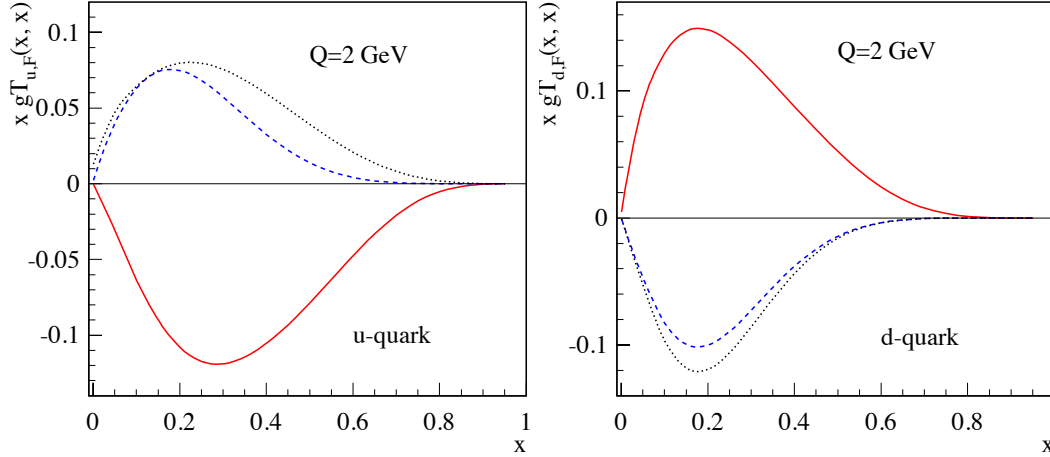 x gT_{u,F}(x, x)
0.1
0.05
0
-0.05
-0.1
Q=2 GeV
u-quark
0 0.2 0.4 0.6 0.8 1
x
x gT_{d,F}(x, x)
0.1
0
-0.1
Q=2 GeV
d-quark
0 0.2 0.4 0.6 0.8
x